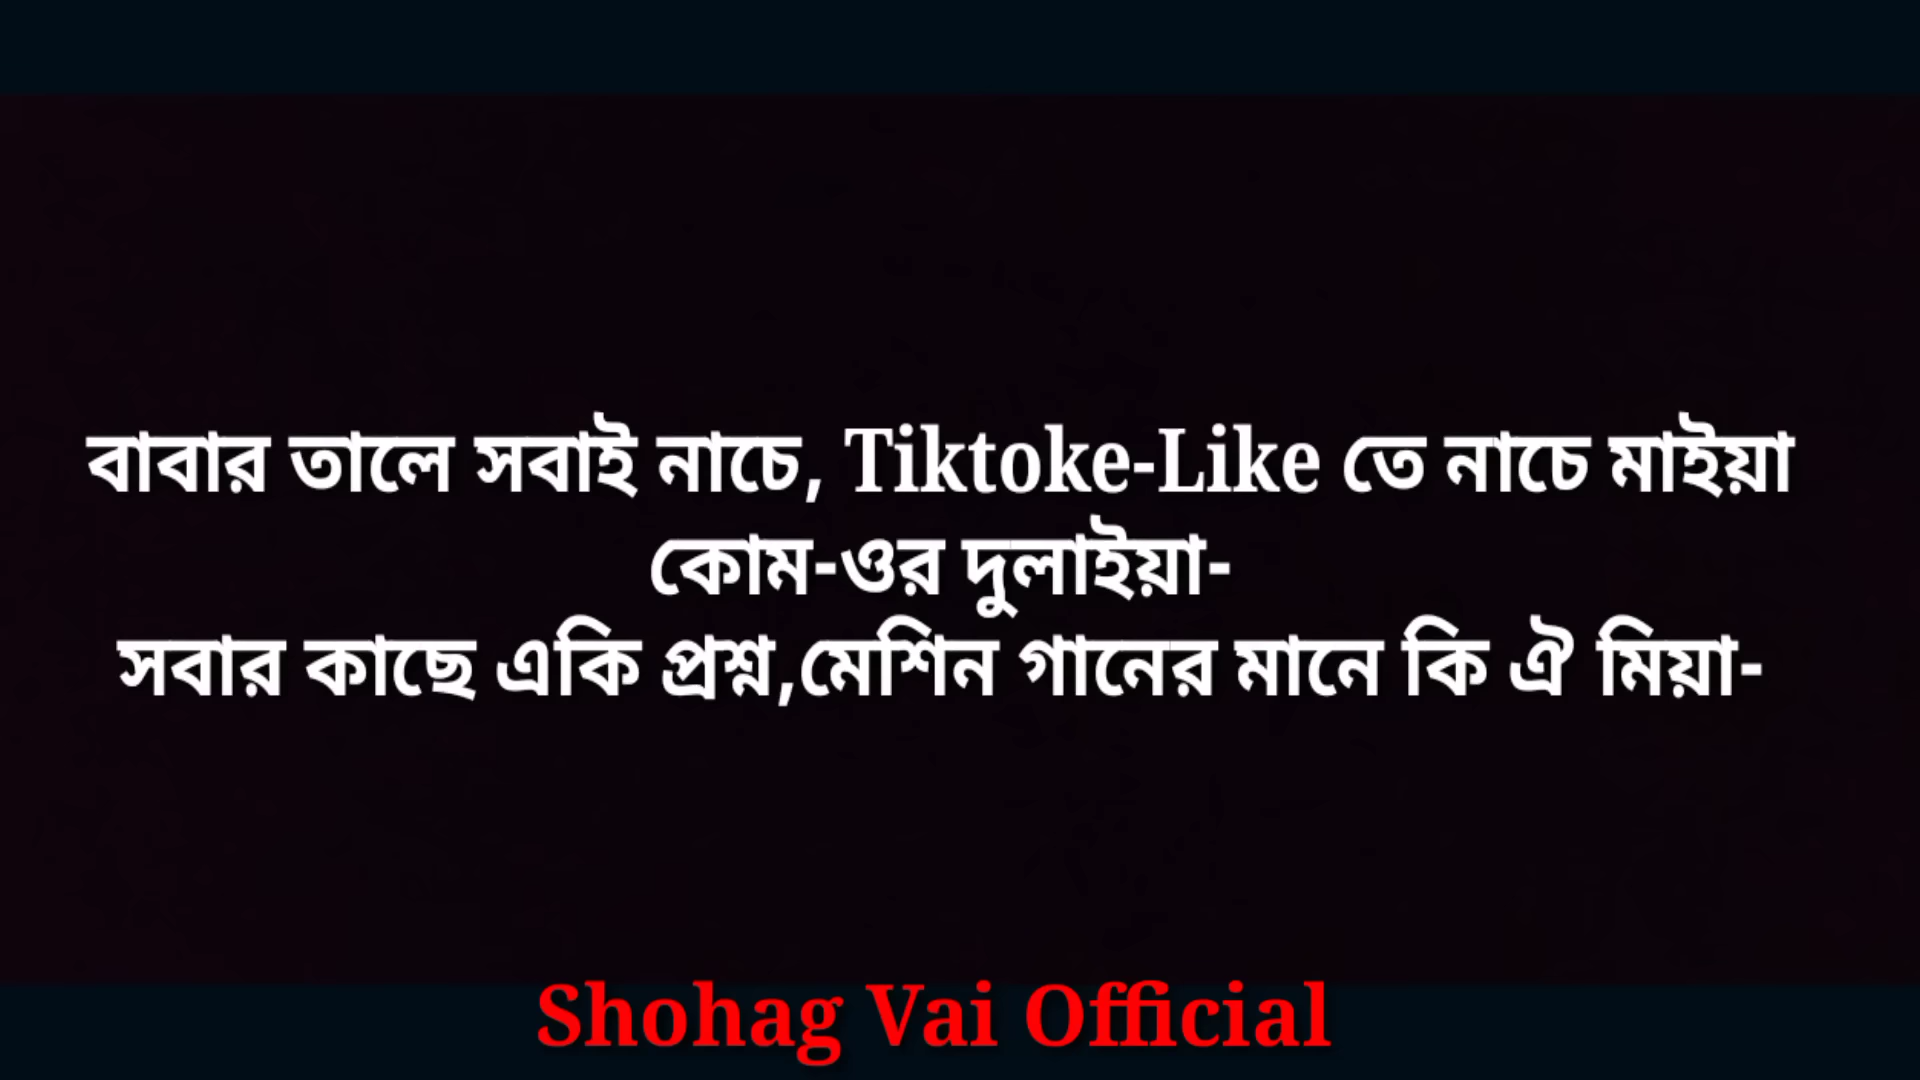 বাবার তালে সবাই নাচে, Tiktoke-Like তে নাচে মাইয়া
কোম-ওর দুলাইয়া-
সবার কাছে একি প্রশ্ন,মেশিন গানের মানে কি ঐ মিয়া-
Shohag Vai Official